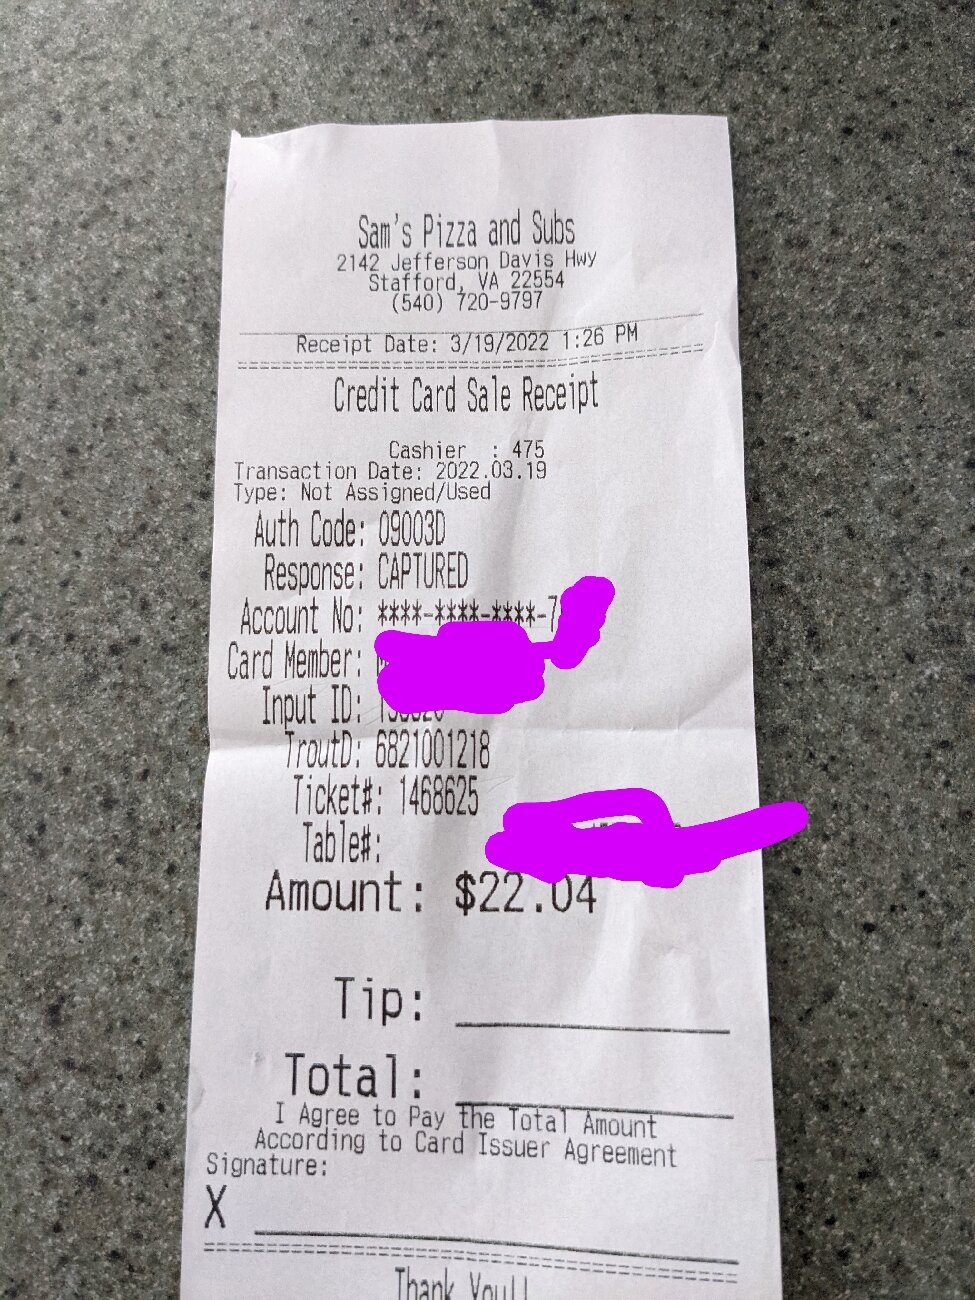 Sam's Pizza and Subs
2142 Jefferson Davis Hwy
Stafford, VA 22554
(540) 720-9797
Receipt Date: 3/19/2022 1:26 PM
Credit Card Sale Receipt
Cashier : 475
Transaction Date: 2022.03.19
Type: Not Assigned/Used
Auth Code: 09003D
Response: CAPTURED
Account No: ****-****-****-7
Card Member:
Input ID:
TroutD: 6821001218
Ticket#: 1468625
Table#:
Amount: $22.04
Tip:
Total:
I Agree to Pay the Total Amount
According to Card Issuer Agreement
Signature:
X
Thank You!!